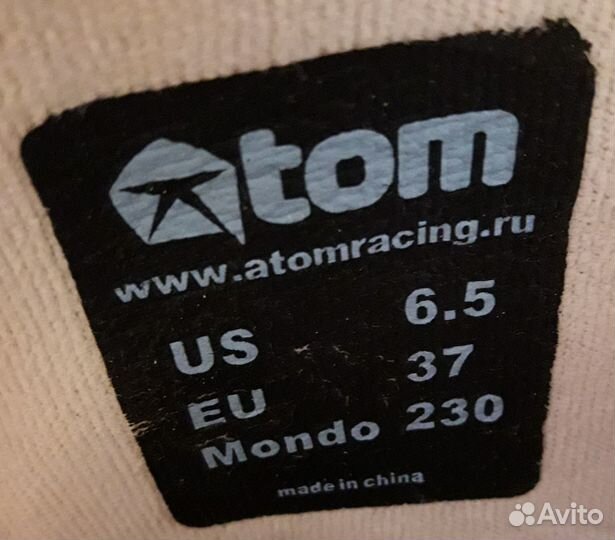 atom
www.atomracing.ru
US 6.5
EU 37
Mondo 230
made in china
Avito